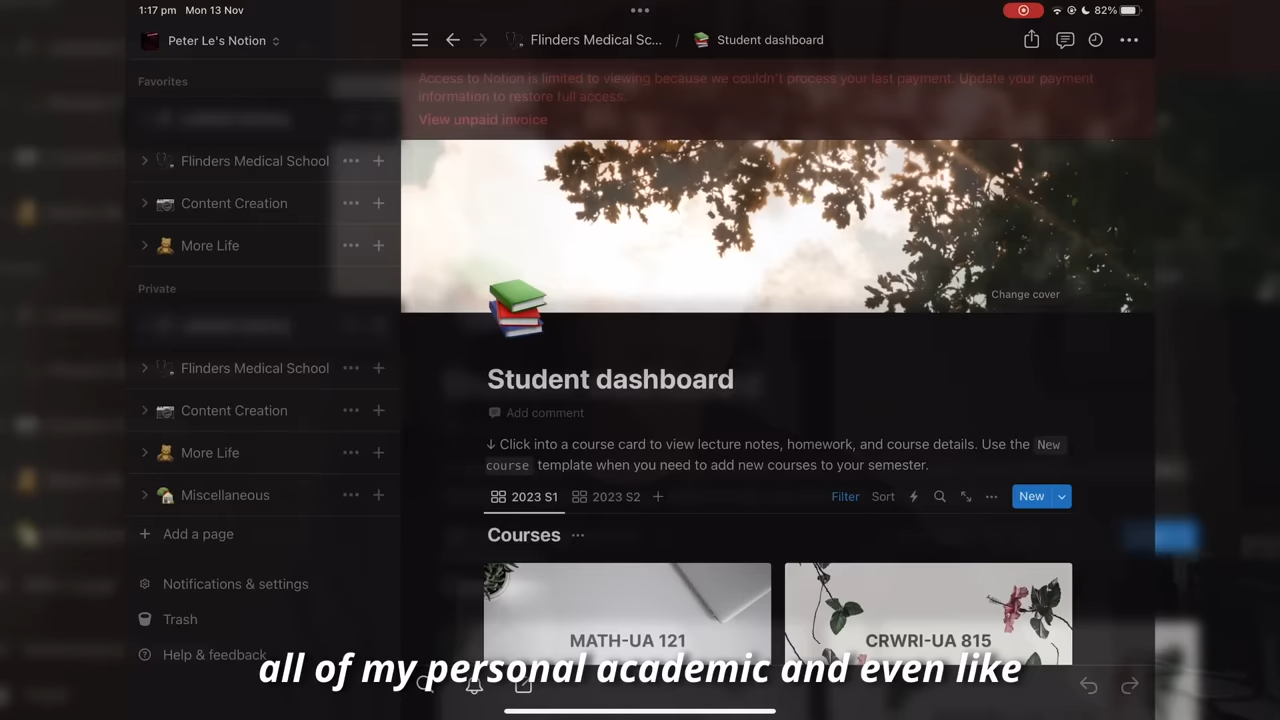 1:17 pm Mon 13 Nov
82%
Peter Le's Notion
Flinders Medical Sc... / Student dashboard
Favorites
Flinders Medical School
Content Creation
More Life
Private
Flinders Medical School
Content Creation
More Life
Miscellaneous
Add a page
Notifications & settings
Trash
Help & feedback
Access to Notion is limited to viewing because we couldn't process your last payment. Update your payment
information to restore full access.
View unpaid invoice
Change cover
Student dashboard
Add comment
↓ Click into a course card to view lecture notes, homework, and course details. Use the New
course template when you need to add new courses to your semester.
2023 S1 2023 S2
Filter Sort New
Courses
MATH-UA 121
CRWRI-UA 815
all of my personal academic and even like